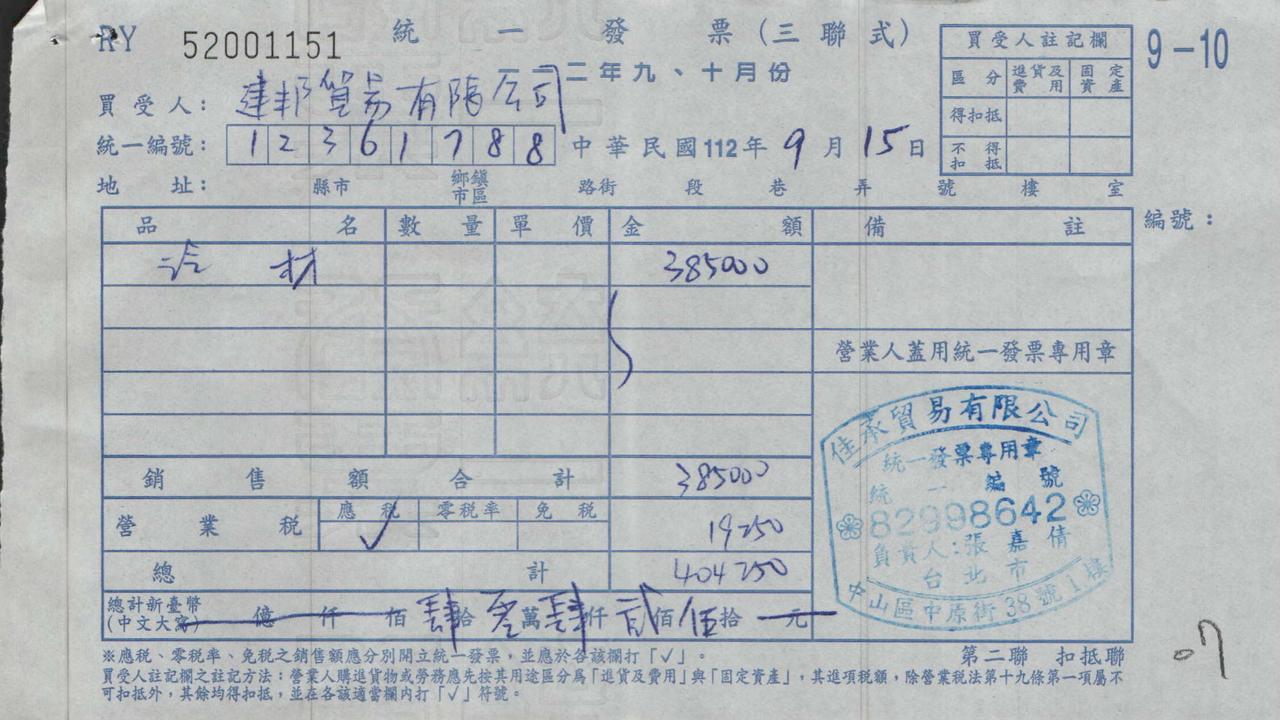 RY 52001151 統一發票(三聯式) 9-10
一一二年九、十月份
買受人: 建邦貿易有限公司
統一編號: 12361788 中華民國112年9月15日
地址: 縣市 鄉鎮市區 路街 段 巷 弄 號 樓 室
買受人註記欄
區分 進貨及費用 固定資產
得扣抵
不得扣抵
編號:
品名 數量 單價 金額 備註
385000
營業人蓋用統一發票專用章
佳承貿易有限公司
統一發票專用章
統一編號
82998642
負責人:張嘉倩
台北市
中山區中原街38號1樓
銷售額合計 385000
營業稅 應稅 ✓ 零稅率 免稅 19250
總計 404250
總計新臺幣(中文大寫) 億 仟 佰 肆拾零萬肆仟貳佰伍拾 元
※應稅、零稅率、免稅之銷售額應分別開立統一發票,並應於各該欄打「✓」。
第二聯 扣抵聯
買受人註記欄之註記方法:營業人購進貨物或勞務應先按其用途區分為「進貨及費用」與「固定資產」,其進項稅額,除營業稅法第十九條第一項屬不
可扣抵外,其餘均得扣抵,並在各該適當欄內打「✓」符號。
07